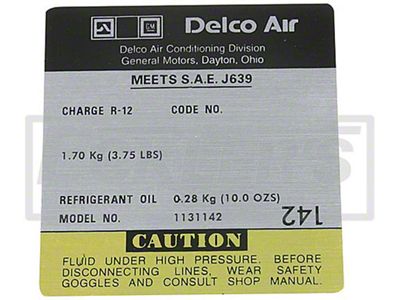 GM Delco Air
Delco Air Conditioning Division
General Motors, Dayton, Ohio
MEETS S.A.E. J639
CHARGE R-12 CODE NO.
1.70 Kg (3.75 LBS)
REFRIGERANT OIL 0.28 Kg (10.0 OZS)
MODEL NO. 1131142
142
CAUTION
FLUID UNDER HIGH PRESSURE. BEFORE
DISCONNECTING LINES, WEAR SAFETY
GOGGLES AND CONSULT SHOP MANUAL.